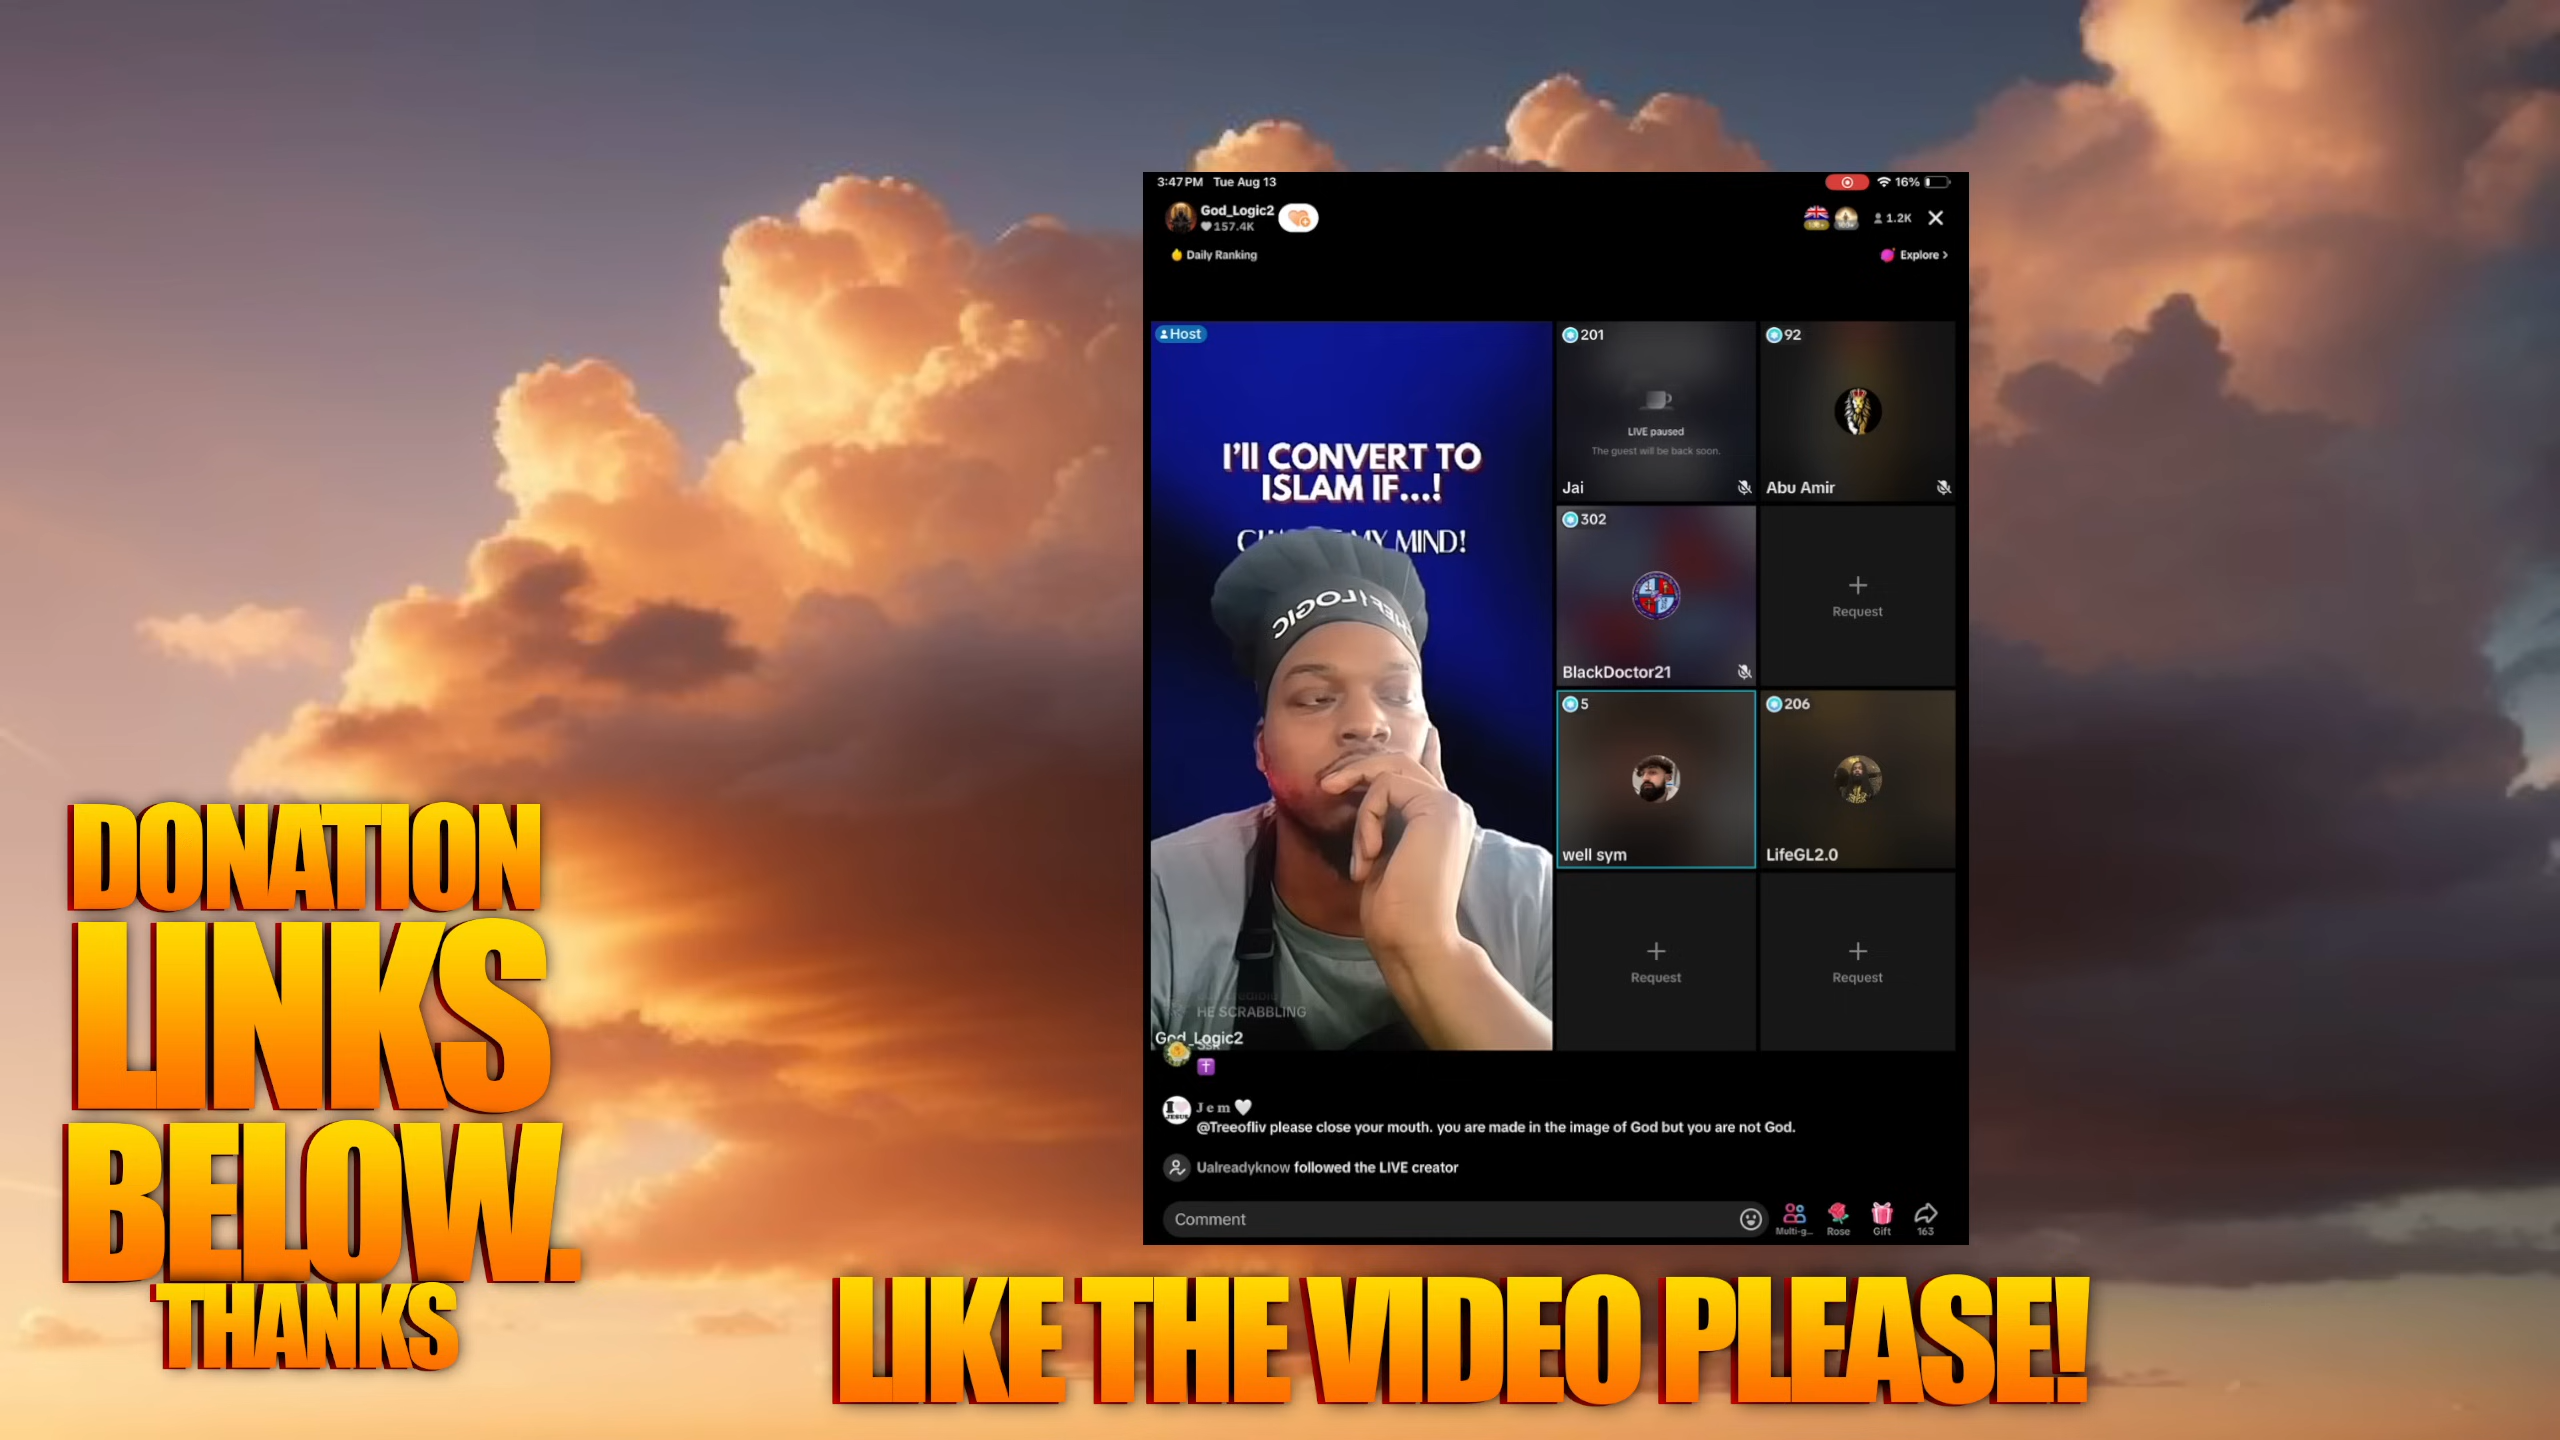 3:47 PM Tue Aug 13
16%
God_Logic2
157.4K
1.2K
Daily Ranking
Explore >
Host
I'll CONVERT TO
ISLAM IF...!
MY MIND!
LOGIC
201
LIVE paused
The guest will be back soon.
Jai
92
Abu Amir
302
BlackDoctor21
+
Request
5
well sym
206
LifeGL2.0
+
Request
+
Request
HE SCRABBLING
God_Logic2
Jem
@Treeofliv please close your mouth. you are made in the image of God but you are not God.
Ualreadyknow followed the LIVE creator
Comment
Multi-g...
Rose
Gift
163
DONATION
LINKS
BELOW.
THANKS
LIKE THE VIDEO PLEASE!